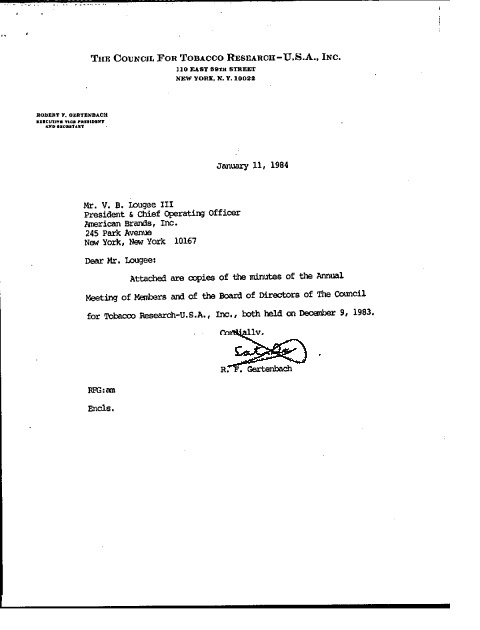 THE COUNCIL FOR TOBACCO RESEARCH-U.S.A., INC.
110 EAST 59TH STREET
NEW YORK, N. Y. 10022
ROBERT F. GERTENBACH
EXECUTIVE VICE PRESIDENT
AND SECRETARY
January 11, 1984
Mr. V. B. Lougee III
President & Chief Operating Officer
American Brands, Inc.
245 Park Avenue
New York, New York 10167
Dear Mr. Lougee:
Attached are copies of the minutes of the Annual
Meeting of Members and of the Board of Directors of The Council
for Tobacco Research-U.S.A., Inc., both held on December 9, 1983.
Cordially,
R. F. Gertenbach
RFG:am
Encls.